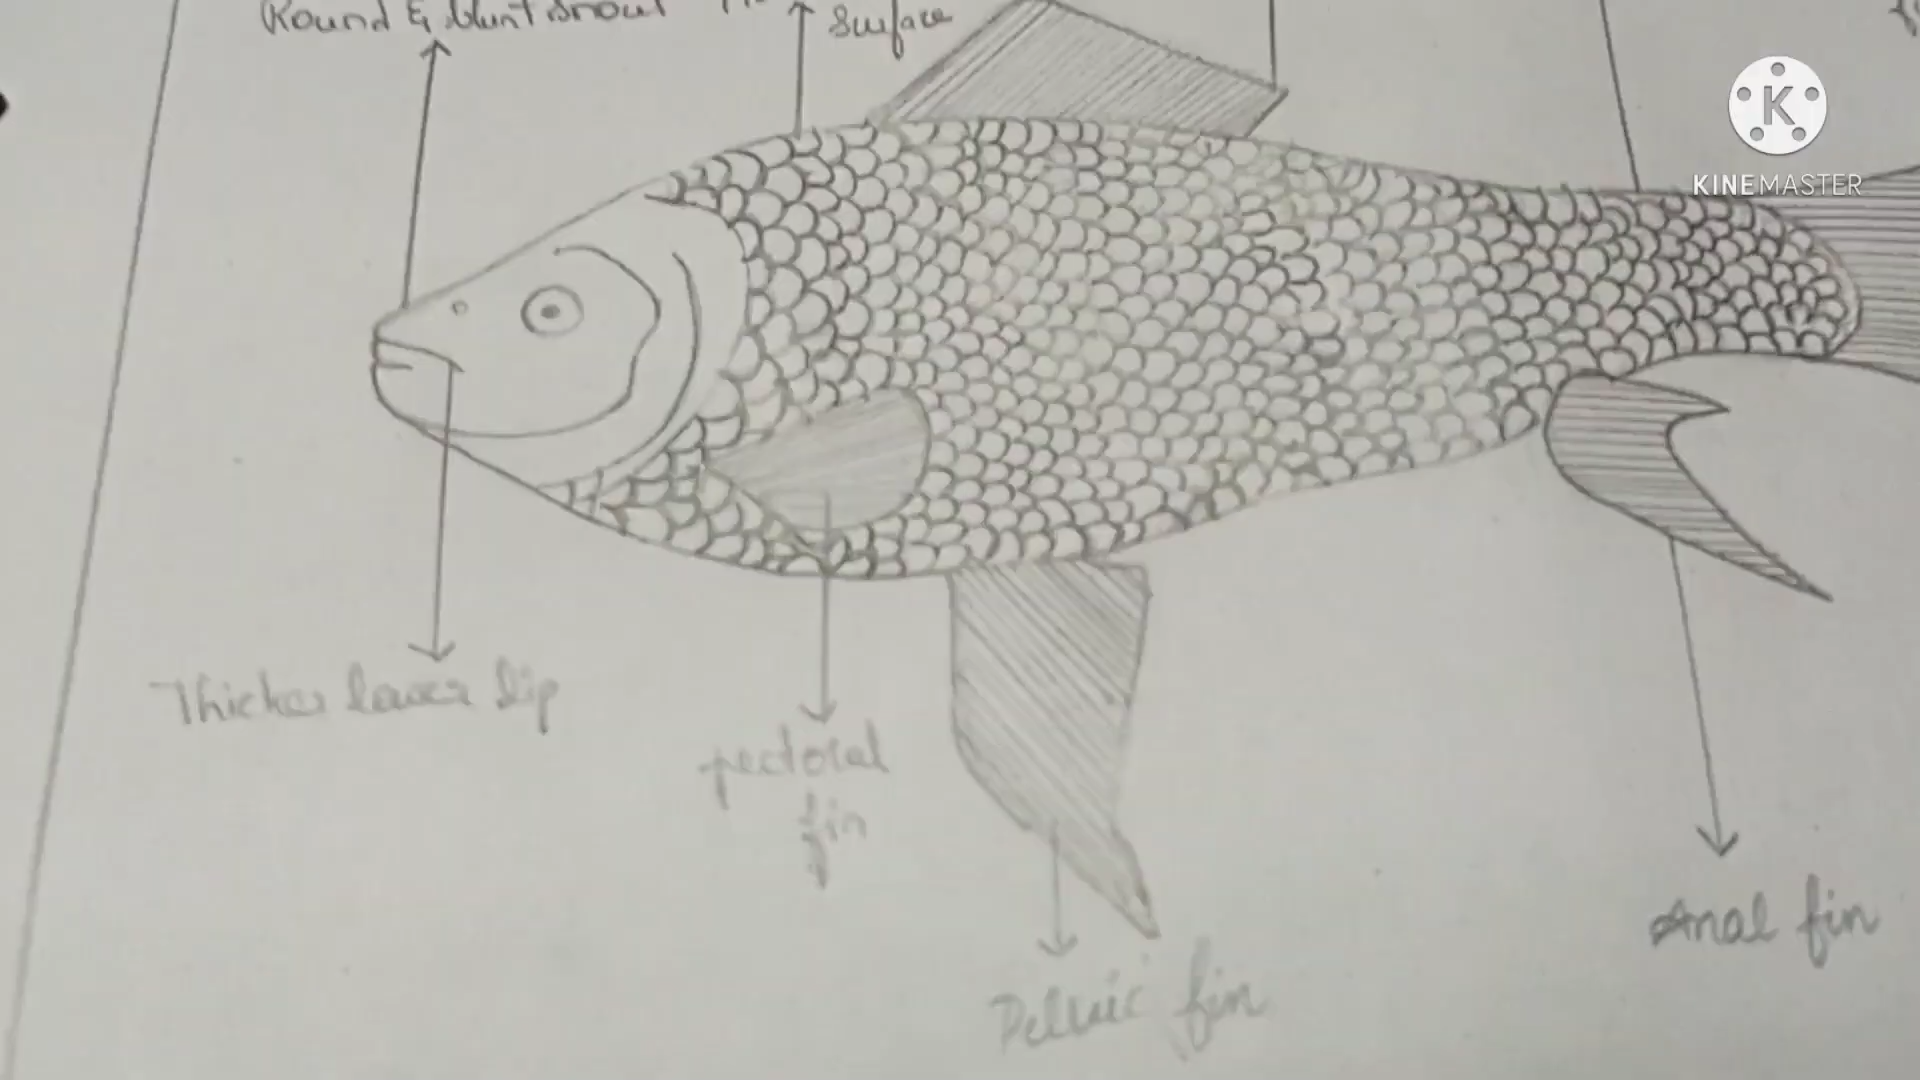 Round & blunt snout
surface
K
KINEMASTER
Thicker lower lip
pectoral
fin
Pelvic fin
Anal fin